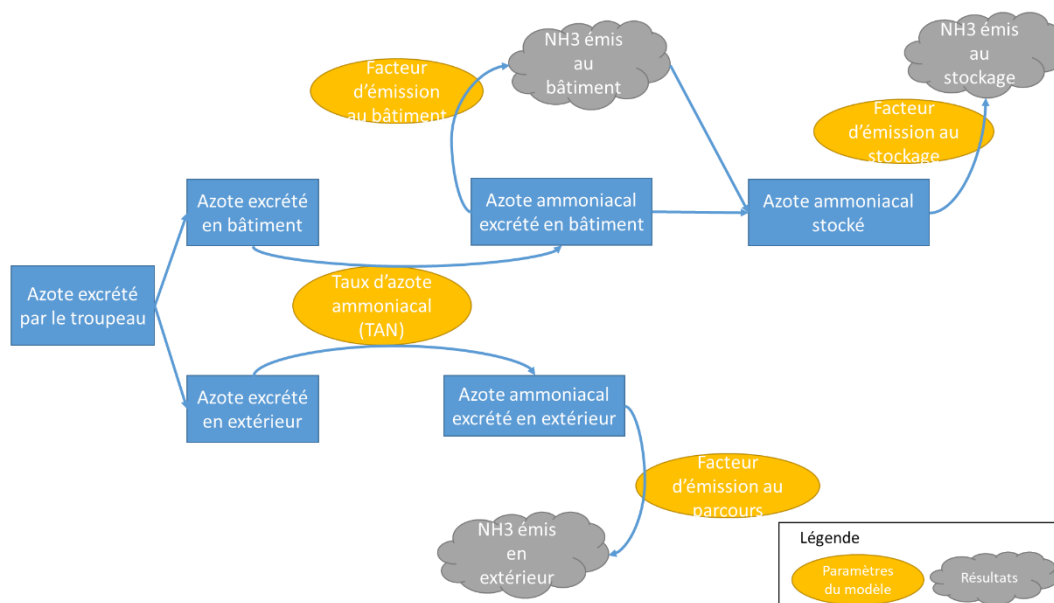 NH3 émis
au
bâtiment
NH3 émis
au
stockage
Facteur
d’émission
au bâtiment
Facteur
d’émission au
stockage
Azote excrété
en bâtiment
Azote ammoniacal
excrété en bâtiment
Azote ammoniacal
stocké
Azote excrété
par le troupeau
Taux d’azote
ammoniacal
(TAN)
Azote excrété
en extérieur
Azote ammoniacal
excrété en extérieur
Facteur
d’émission au
parcours
NH3 émis
en
extérieur
Légende
Paramètres
du modèle
Résultats